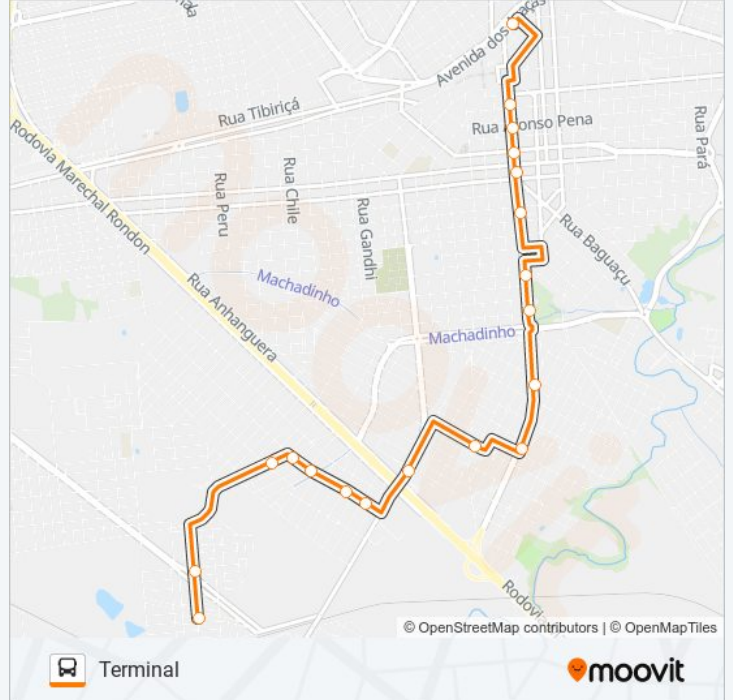 Avenida dos
Rua Tibiriçá
Rua Afonso Pena
Rua Pará
Rodovia Marechal Rondon
Rua Chile
Rua Peru
Rua Gandhi
Rua Baguaçu
Machadinho
Rua Anhanguera
Machadinho
Rodovi
© OpenStreetMap contributors | © OpenMapTiles
Terminal
moovit